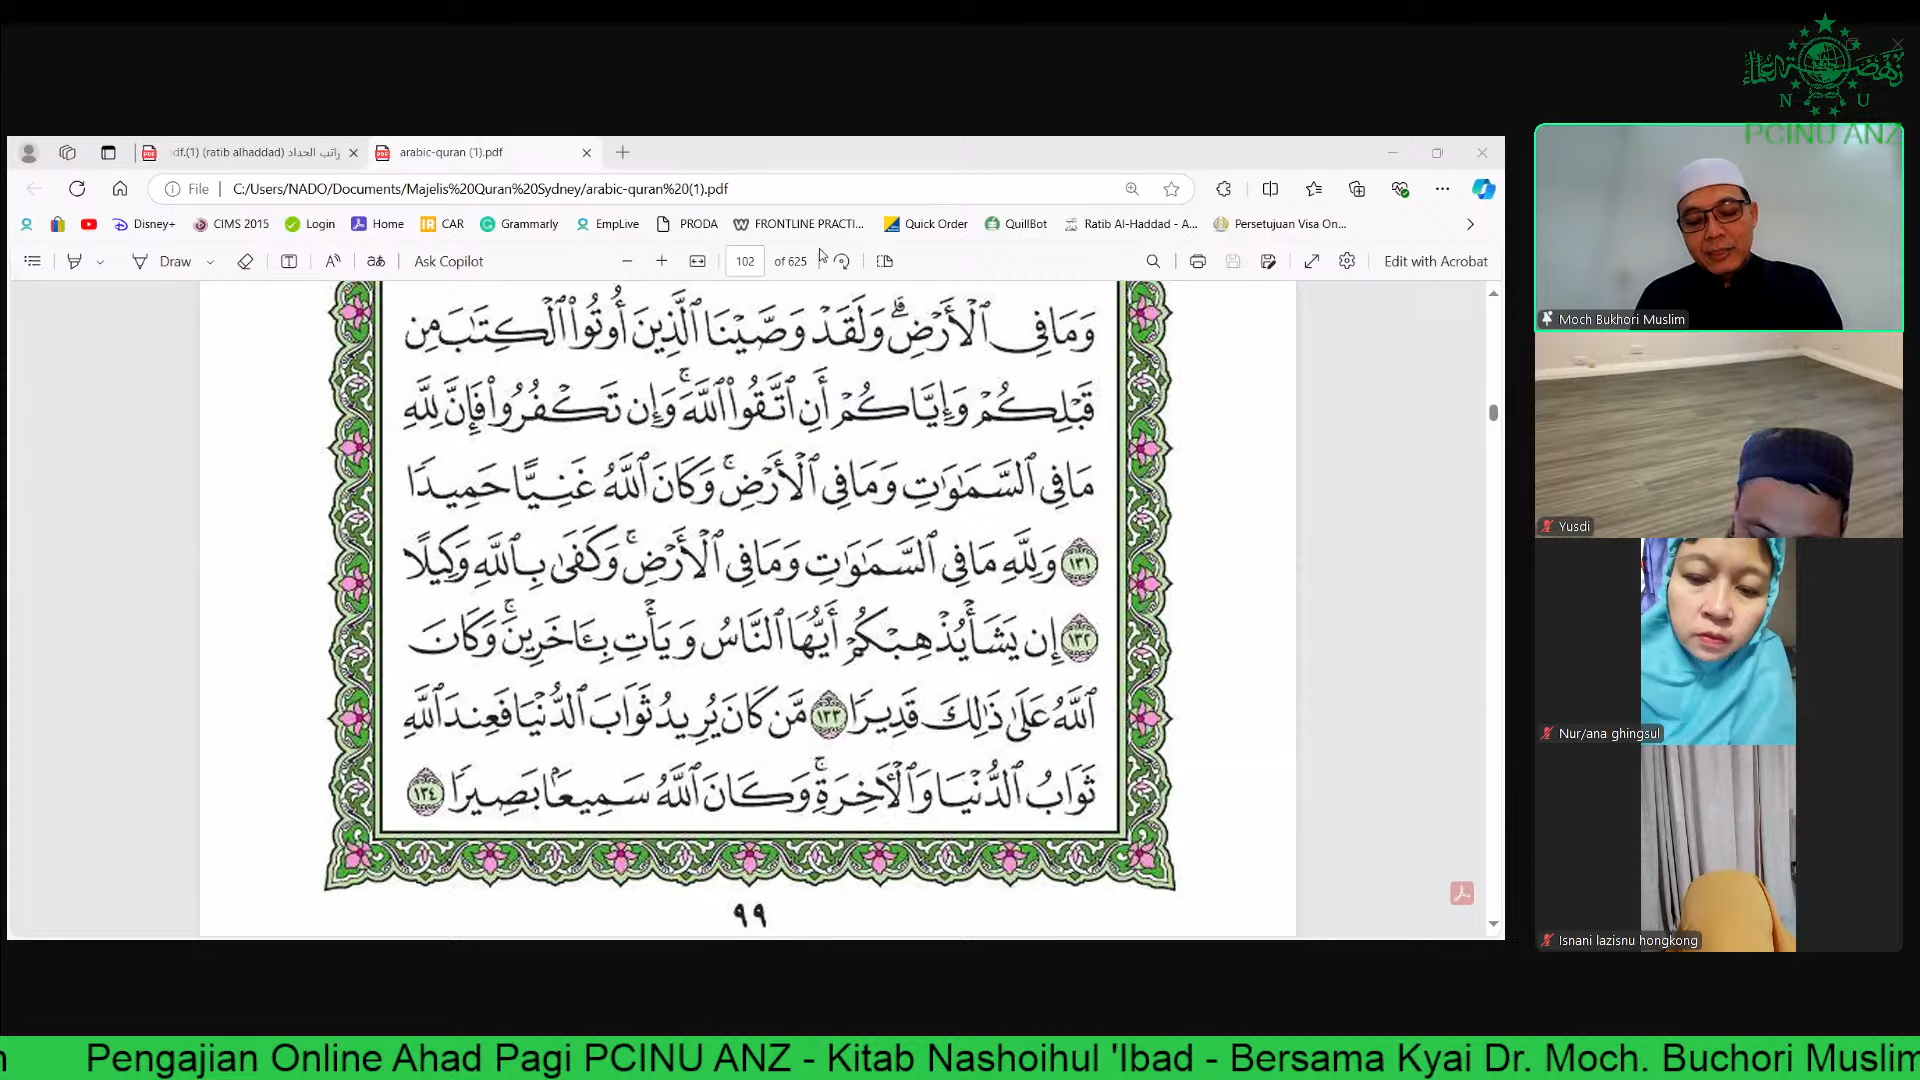 N U
PCINU ANZ
df.(1) (ratib alhaddad) راتب الحداد
arabic-quran (1).pdf
File
C:/Users/NADO/Documents/Majelis%20Quran%20Sydney/arabic-quran%20(1).pdf
Disney+
CIMS 2015
Login
Home
CAR
Grammarly
EmpLive
PRODA
FRONTLINE PRACTI...
Quick Order
QuillBot
Ratib Al-Haddad - A...
Persetujuan Visa On...
Draw
Ask Copilot
102 of 625
Edit with Acrobat
وَمَا فِى ٱلْأَرْضِ ۗ وَلَقَدْ وَصَّيْنَا ٱلَّذِينَ أُوتُوا۟ ٱلْكِتَٰبَ مِن
قَبْلِكُمْ وَإِيَّاكُمْ أَنِ ٱتَّقُوا۟ ٱللَّهَ ۚ وَإِن تَكْفُرُوا۟ فَإِنَّ لِلَّهِ
مَا فِى ٱلسَّمَٰوَٰتِ وَمَا فِى ٱلْأَرْضِ ۚ وَكَانَ ٱللَّهُ غَنِيًّا حَمِيدًا
١٣١ وَلِلَّهِ مَا فِى ٱلسَّمَٰوَٰتِ وَمَا فِى ٱلْأَرْضِ ۚ وَكَفَىٰ بِٱللَّهِ وَكِيلًا
١٣٢ إِن يَشَأْ يُذْهِبْكُمْ أَيُّهَا ٱلنَّاسُ وَيَأْتِ بِـَٔاخَرِينَ ۚ وَكَانَ
ٱللَّهُ عَلَىٰ ذَٰلِكَ قَدِيرًا ١٣٣ مَّن كَانَ يُرِيدُ ثَوَابَ ٱلدُّنْيَا فَعِندَ ٱللَّهِ
ثَوَابُ ٱلدُّنْيَا وَٱلْـَٔاخِرَةِ ۚ وَكَانَ ٱللَّهُ سَمِيعًۢا بَصِيرًا ١٣٤
٩٩
Moch Bukhori Muslim
Yusdi
Nur/ana ghingsul
Isnani lazisnu hongkong
Pengajian Online Ahad Pagi PCINU ANZ - Kitab Nashoihul 'Ibad - Bersama Kyai Dr. Moch. Buchori Muslim